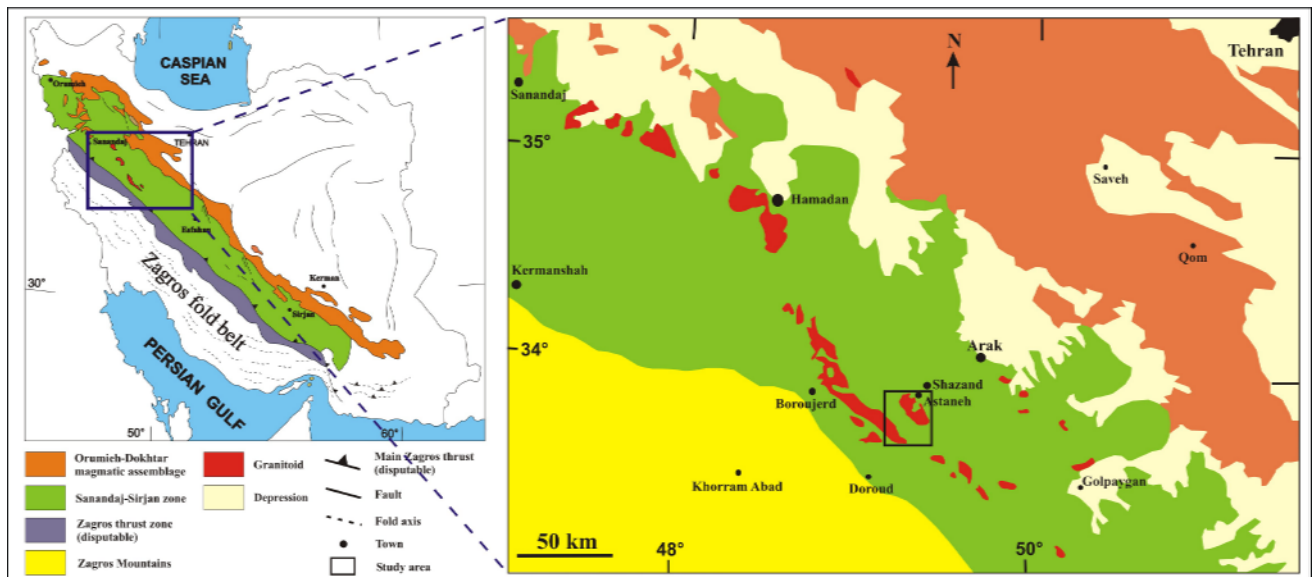 CASPIAN
SEA
Orumieh
TEHRAN
Sanandaj
Esfahan
30°
Kerman
Sirjan
Zagros fold belt
PERSIAN GULF
50°
60°
Orumieh-Dokhtar
magmatic assemblage
Sanandaj-Sirjan zone
Zagros thrust zone
(disputable)
Zagros Mountains
Granitoid
Depression
Main Zagros thrust
(disputable)
Fault
Fold axis
Town
Study area
N
Tehran
Sanandaj
35°
Saveh
Hamadan
Qom
Kermanshah
34°
Arak
Shazand
Astaneh
Boroujerd
Khorram Abad
Doroud
Golpaygan
50 km
48°
50°